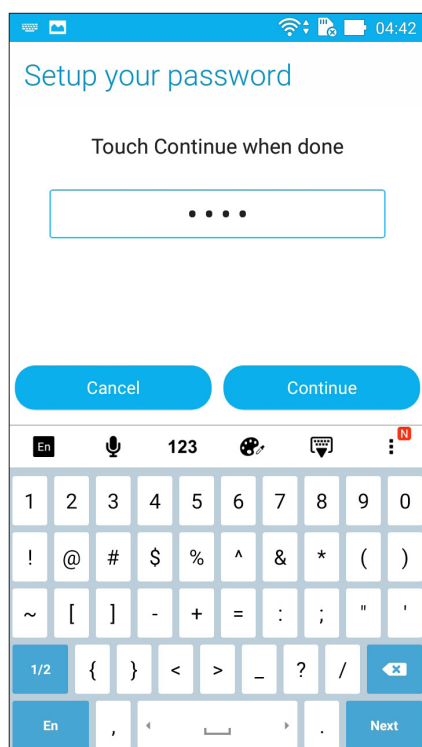 04:42
Setup your password
Touch Continue when done
••••
Cancel Continue
En 123 N
1 2 3 4 5 6 7 8 9 0
! @ # $ % ^ & * ( )
~ [ ] - + = : ; " '
1/2 { } < > _ ? /
En , . Next